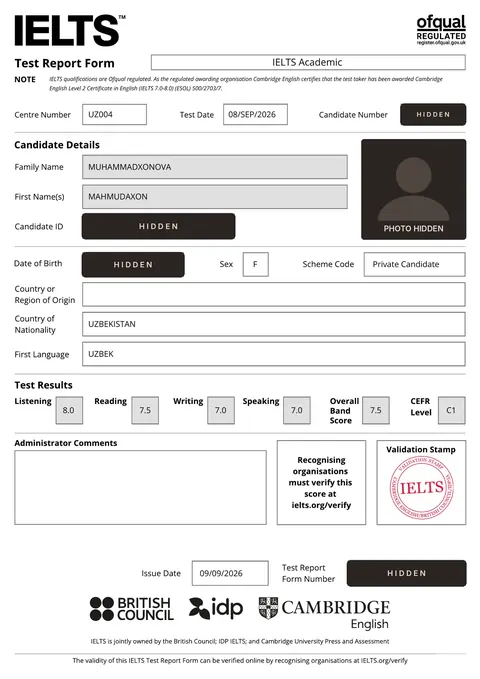 IELTS™
ofqual
REGULATED
register.ofqual.gov.uk
Test Report Form
IELTS Academic
NOTE
IELTS qualifications are Ofqual regulated. As the regulated awarding organisation Cambridge English certifies that the test taker has been awarded Cambridge
English Level 2 Certificate in English (IELTS 7.0-8.0) (ESOL) 500/2703/7.
Centre Number UZ004 Test Date 08/SEP/2026 Candidate Number HIDDEN
Candidate Details
Family Name MUHAMMADXONOVA
First Name(s) MAHMUDAXON
Candidate ID HIDDEN
PHOTO HIDDEN
Date of Birth HIDDEN Sex F Scheme Code Private Candidate
Country or
Region of Origin
Country of
Nationality
UZBEKISTAN
First Language UZBEK
Test Results
Listening 8.0 Reading 7.5 Writing 7.0 Speaking 7.0 Overall
Band
Score
7.5 CEFR
Level
C1
Administrator Comments
Recognising
organisations
must verify this
score at
ielts.org/verify
Validation Stamp
VALIDATION STAMP
IELTS
Issue Date 09/09/2026 Test Report
Form Number
HIDDEN
BRITISH
COUNCIL
idp
CAMBRIDGE
English
IELTS is jointly owned by the British Council; IDP IELTS; and Cambridge University Press and Assessment
The validity of this IELTS Test Report Form can be verified online by recognising organisations at IELTS.org/verify